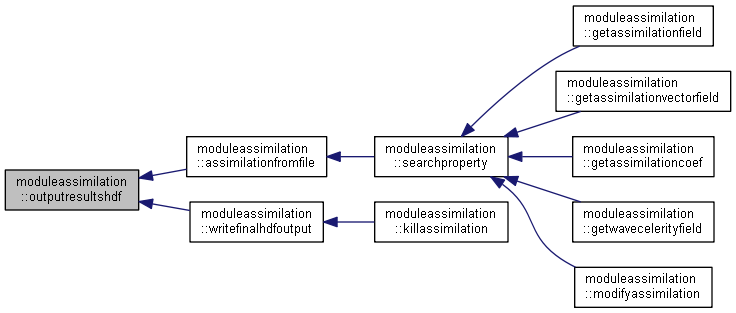 moduleassimilation
::outputresultshdf
moduleassimilation
::assimilationfromfile
moduleassimilation
::writefinalhdfoutput
moduleassimilation
::searchproperty
moduleassimilation
::killassimilation
moduleassimilation
::getassimilationfield
moduleassimilation
::getassimilationvectorfield
moduleassimilation
::getassimilationcoef
moduleassimilation
::getwavecelerityfield
moduleassimilation
::modifyassimilation